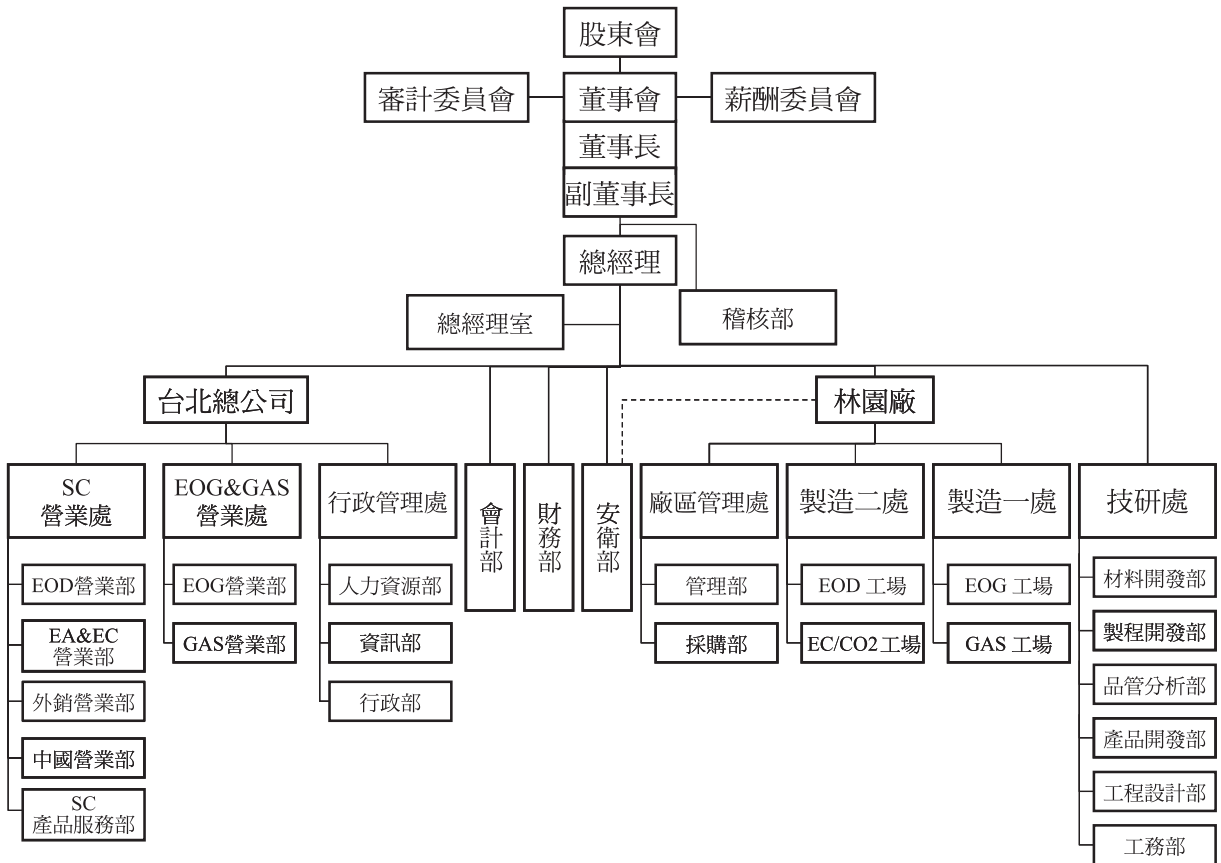 股東會
審計委員會
董事會
薪酬委員會
董事長
副董事長
總經理
總經理室
稽核部
台北總公司
林園廠
SC
營業處
EOG&GAS
營業處
行政管理處
會計部
財務部
安衛部
廠區管理處
製造二處
製造一處
技研處
EOD營業部
EA&EC
營業部
外銷營業部
中國營業部
SC
產品服務部
EOG營業部
GAS營業部
人力資源部
資訊部
行政部
管理部
採購部
EOD 工場
EC/CO2工場
EOG 工場
GAS 工場
材料開發部
製程開發部
品管分析部
產品開發部
工程設計部
工務部